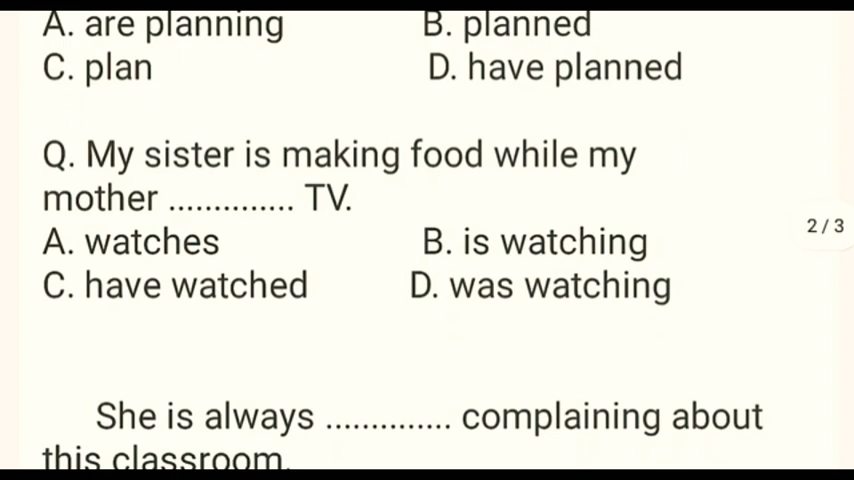 A. are planning B. planned
C. plan D. have planned
Q. My sister is making food while my
mother .............. TV.
A. watches B. is watching
2/3
C. have watched D. was watching
She is always .............. complaining about
this classroom.